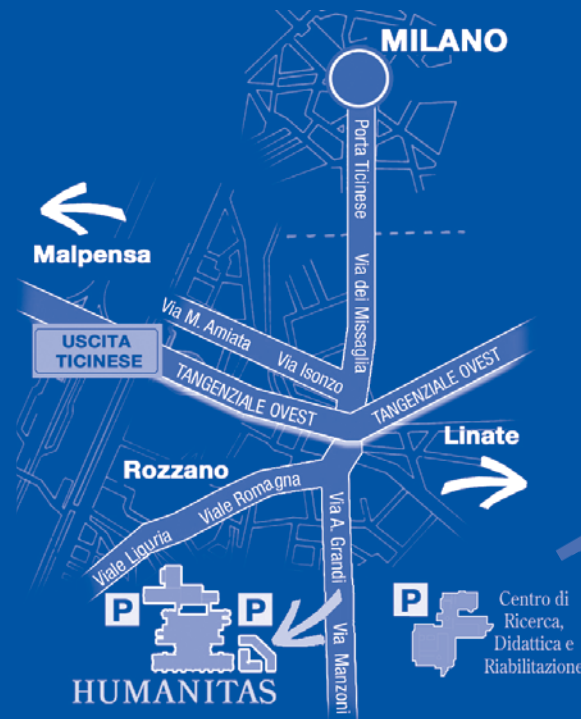 MILANO
Porta Ticinese
Malpensa
Via dei Missaglia
Via M. Amiata
Via Isonzo
USCITA
TICINESE
TANGENZIALE OVEST
TANGENZIALE OVEST
Linate
Rozzano
Viale Romagna
Viale Liguria
Via A. Grandi
P
P
P
Centro di
Ricerca,
Didattica e
Riabilitazione
Via Manzoni
HUMANITAS